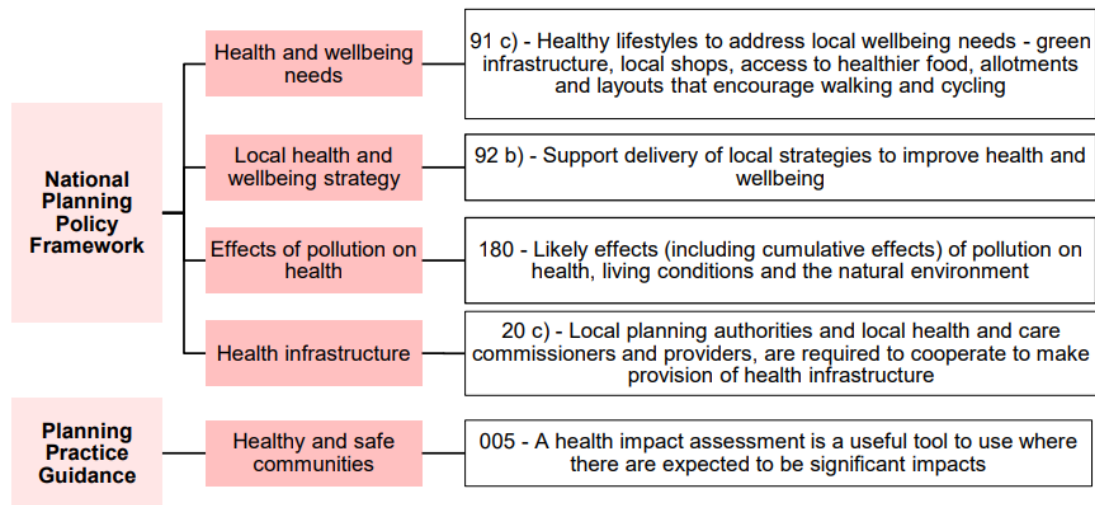 National
Planning
Policy
Framework
Health and wellbeing
needs
91 c) - Healthy lifestyles to address local wellbeing needs - green
infrastructure, local shops, access to healthier food, allotments
and layouts that encourage walking and cycling
Local health and
wellbeing strategy
92 b) - Support delivery of local strategies to improve health and
wellbeing
Effects of pollution on
health
180 - Likely effects (including cumulative effects) of pollution on
health, living conditions and the natural environment
Health infrastructure
20 c) - Local planning authorities and local health and care
commissioners and providers, are required to cooperate to make
provision of health infrastructure
Planning
Practice
Guidance
Healthy and safe
communities
005 - A health impact assessment is a useful tool to use where
there are expected to be significant impacts